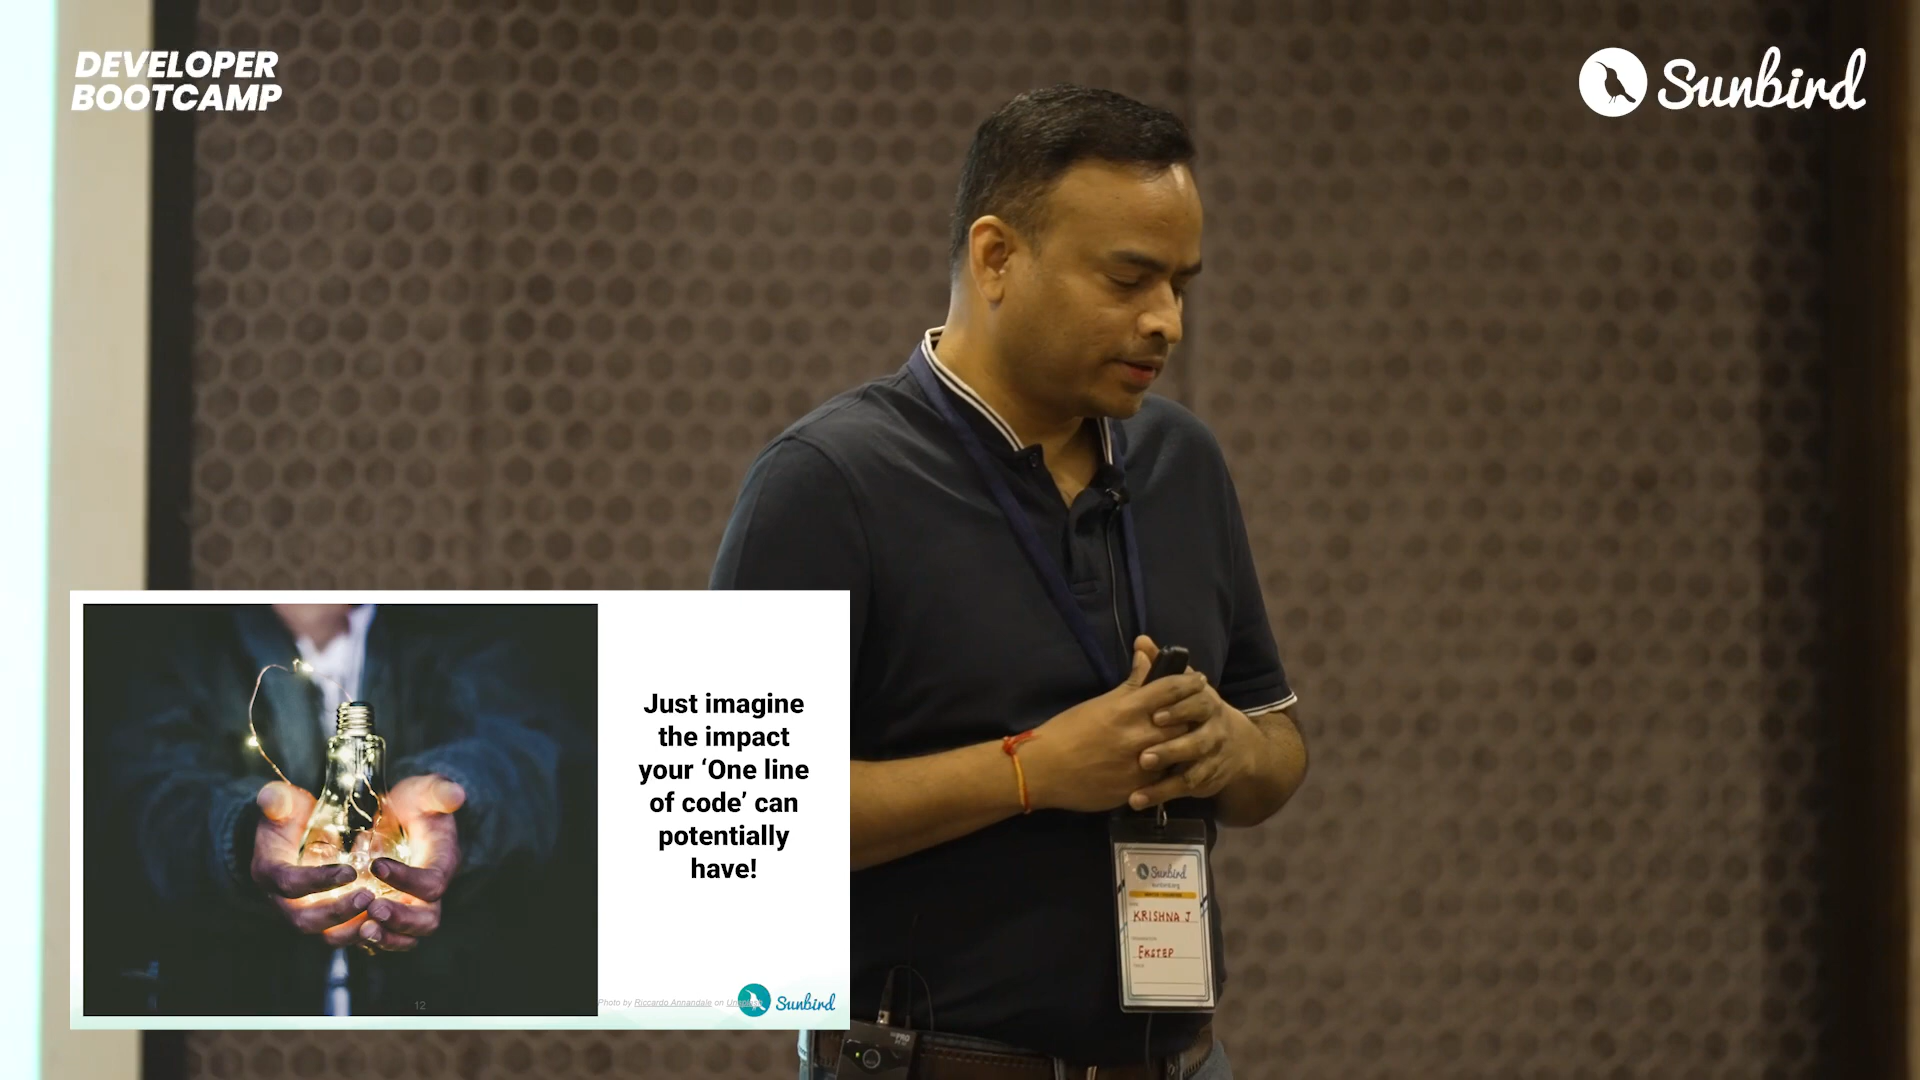 DEVELOPER
BOOTCAMP
Sunbird
Just imagine
the impact
your ‘One line
of code’ can
potentially
have!
12
Photo by Riccardo Annandale on
Sunbird
Sunbird
KRISHNA J
EKSTEP
PRO